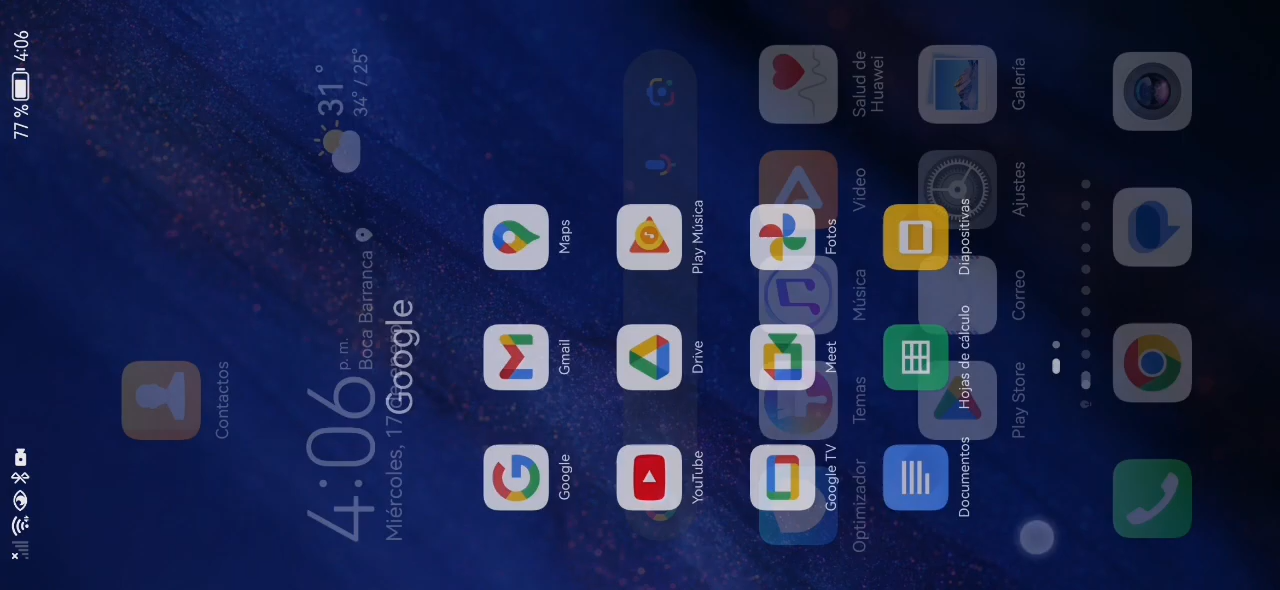 77 % 4:06
Contactos
4:06 p. m.
31°
Boca Barranca
34° / 25°
Miércoles, 17 de enero
Google
Google Gmail Maps
YouTube Drive Play Música
Google TV Meet Fotos
Optimizador Temas Música Video Salud de Huawei
Documentos Hojas de cálculo Diapositivas
Play Store Correo Ajustes Galería